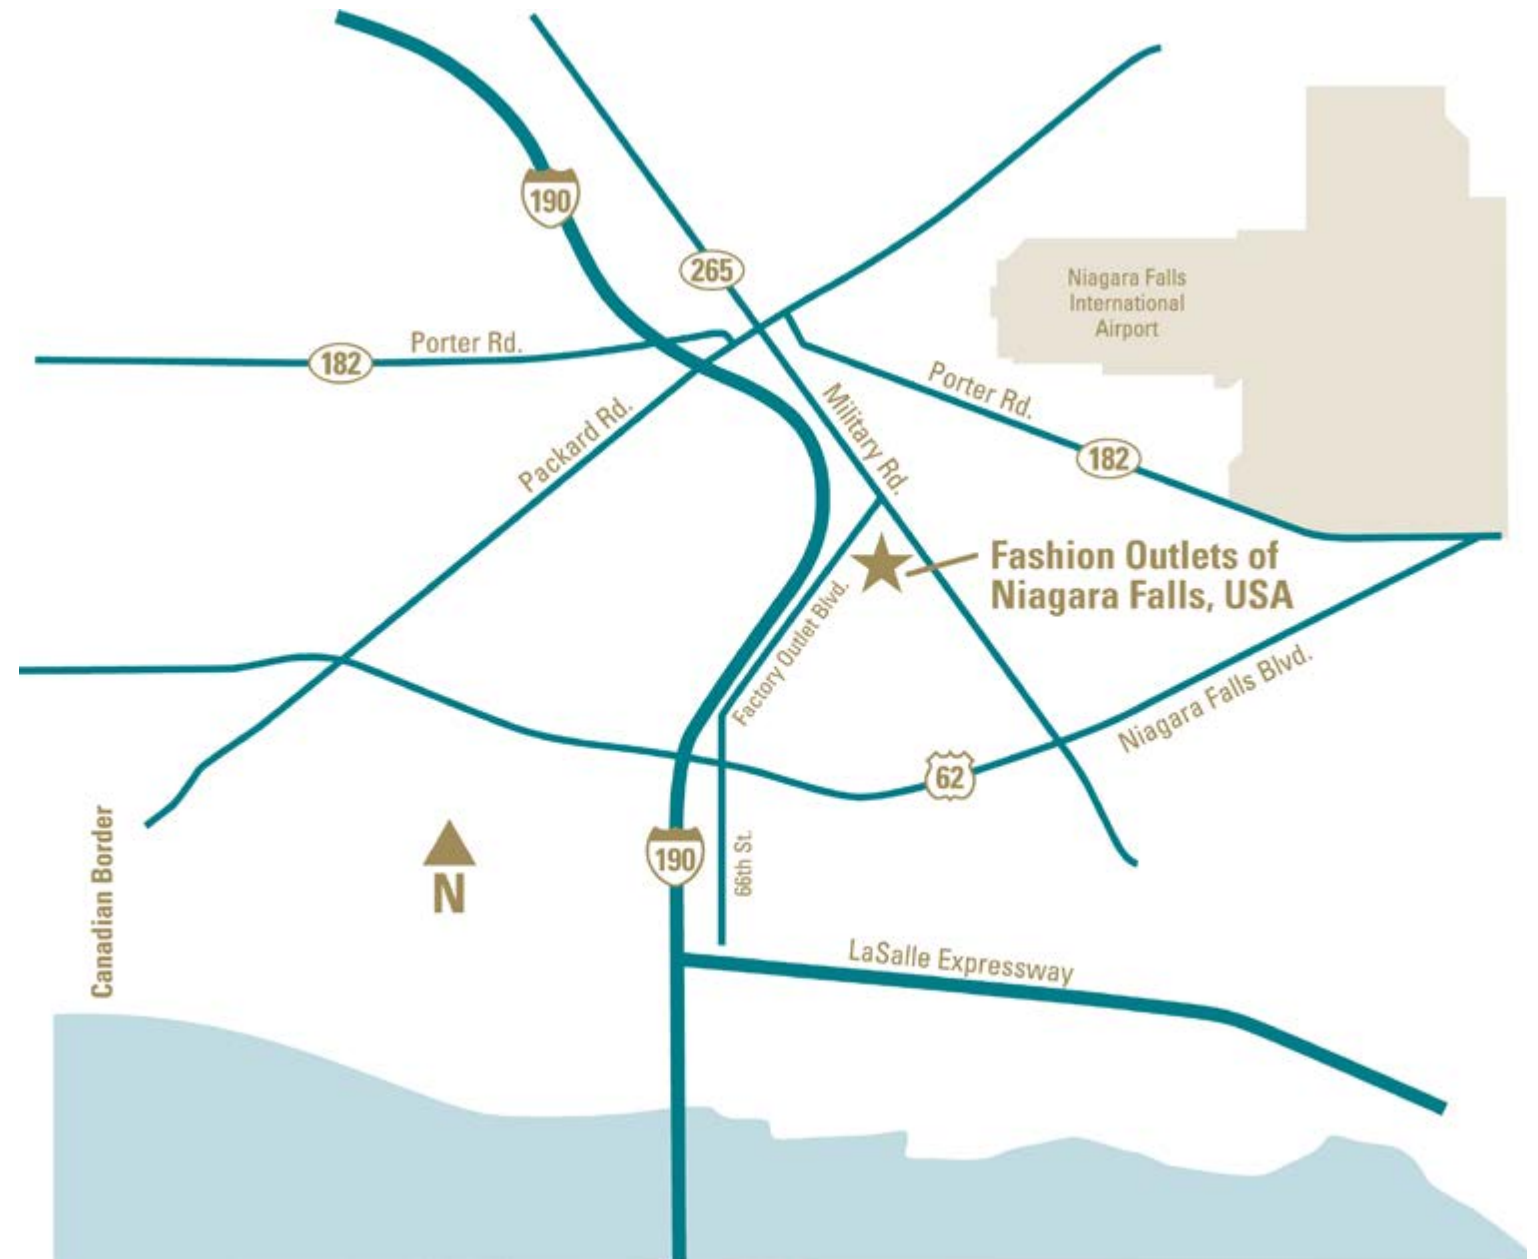 190
265
Niagara Falls
International
Airport
Porter Rd.
182
Porter Rd.
182
Military Rd.
Packard Rd.
Fashion Outlets of
Niagara Falls, USA
Factory Outlet Blvd.
Niagara Falls Blvd.
62
190
66th St.
Canadian Border
N
LaSalle Expressway